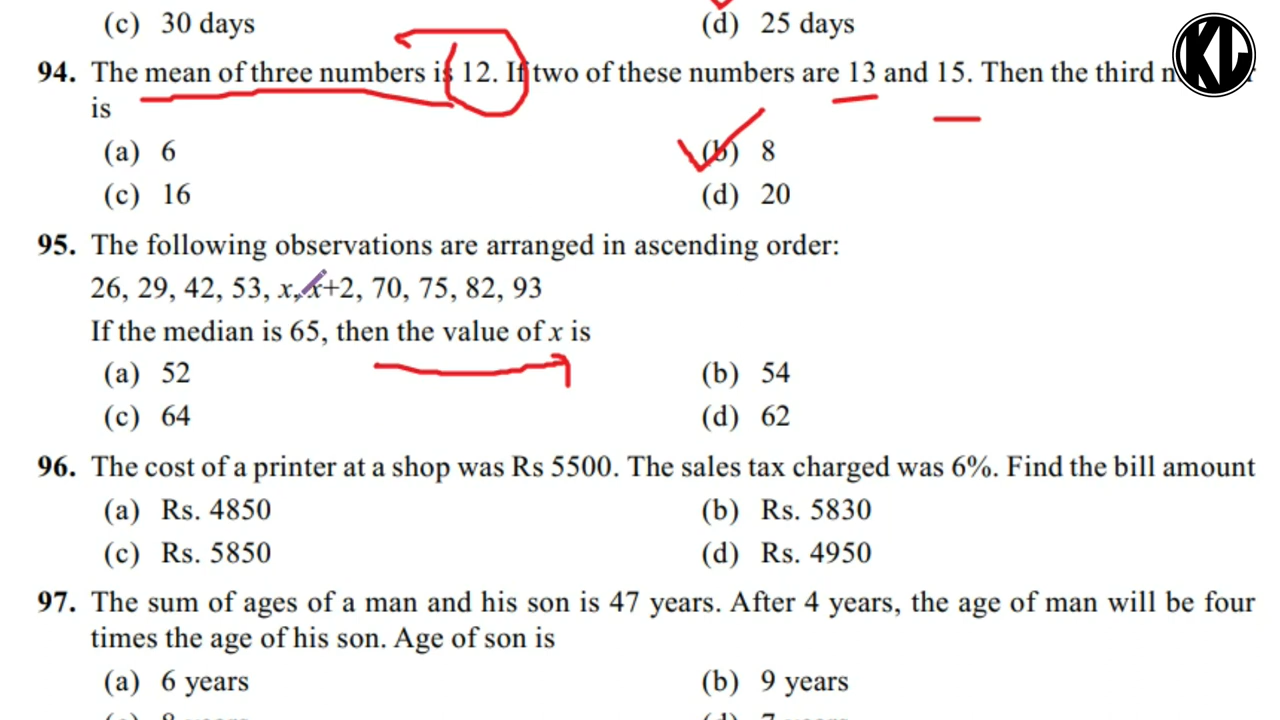 (c) 30 days (d) 25 days
94. The mean of three numbers is 12. If two of these numbers are 13 and 15. Then the third
is
(a) 6 (b) 8
(c) 16 (d) 20
95. The following observations are arranged in ascending order:
26, 29, 42, 53, x, x+2, 70, 75, 82, 93
If the median is 65, then the value of x is
(a) 52 (b) 54
(c) 64 (d) 62
96. The cost of a printer at a shop was Rs 5500. The sales tax charged was 6%. Find the bill amount
(a) Rs. 4850 (b) Rs. 5830
(c) Rs. 5850 (d) Rs. 4950
97. The sum of ages of a man and his son is 47 years. After 4 years, the age of man will be four
times the age of his son. Age of son is
(a) 6 years (b) 9 years